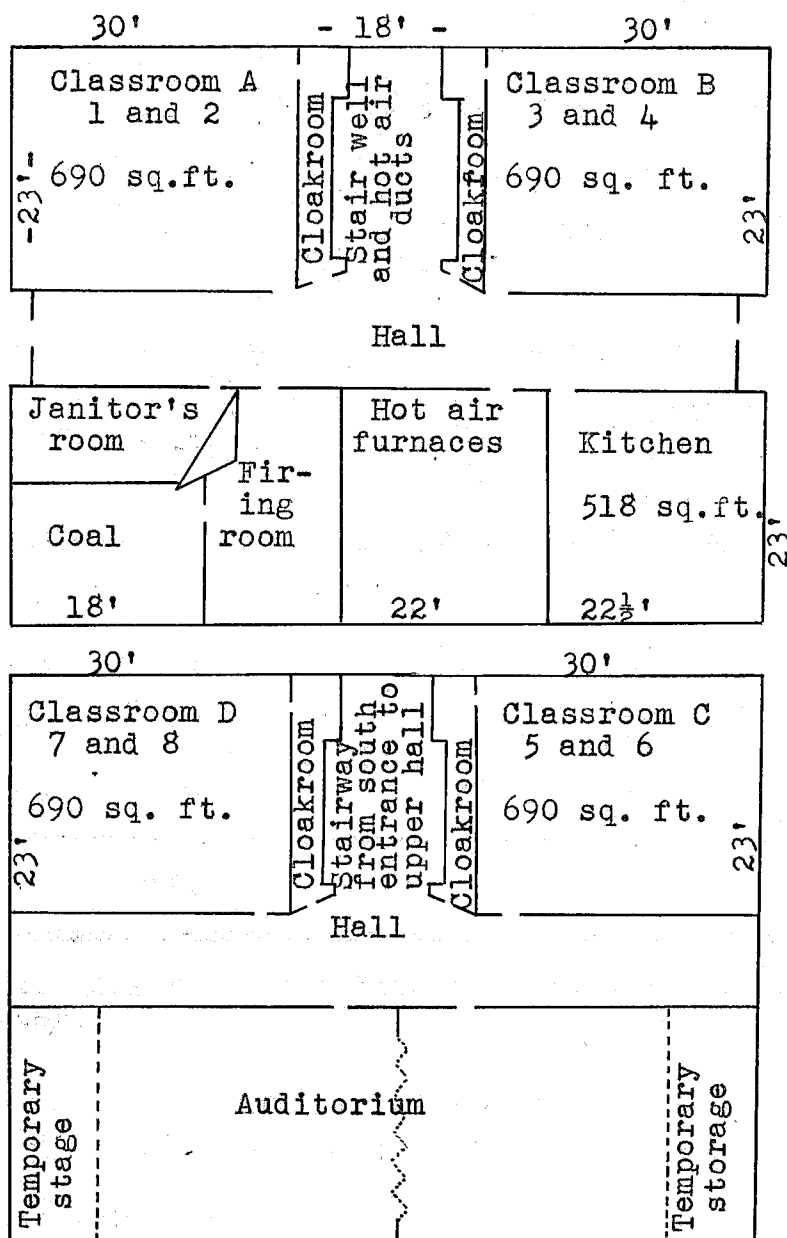 30' - 18' - 30'
Classroom A
1 and 2
690 sq.ft.
-23'-
Cloakroom
Stair well
and hot air
ducts
Cloakroom
Classroom B
3 and 4
690 sq. ft.
23'
Hall
Janitor's
room
Fir-
ing
room
Coal
18'
Hot air
furnaces
22'
Kitchen
518 sq.ft.
23'
22½'
30' 30'
Classroom D
7 and 8
690 sq. ft.
23'
Cloakroom
Stairway
from south
entrance to
upper hall
Cloakroom
Classroom C
5 and 6
690 sq. ft.
23'
Hall
Temporary
stage
Auditorium
Temporary
storage